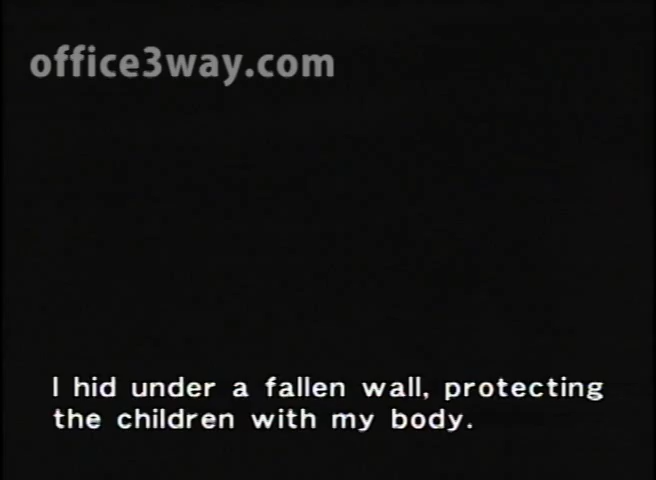 office3way.com
I hid under a fallen wall, protecting
the children with my body.